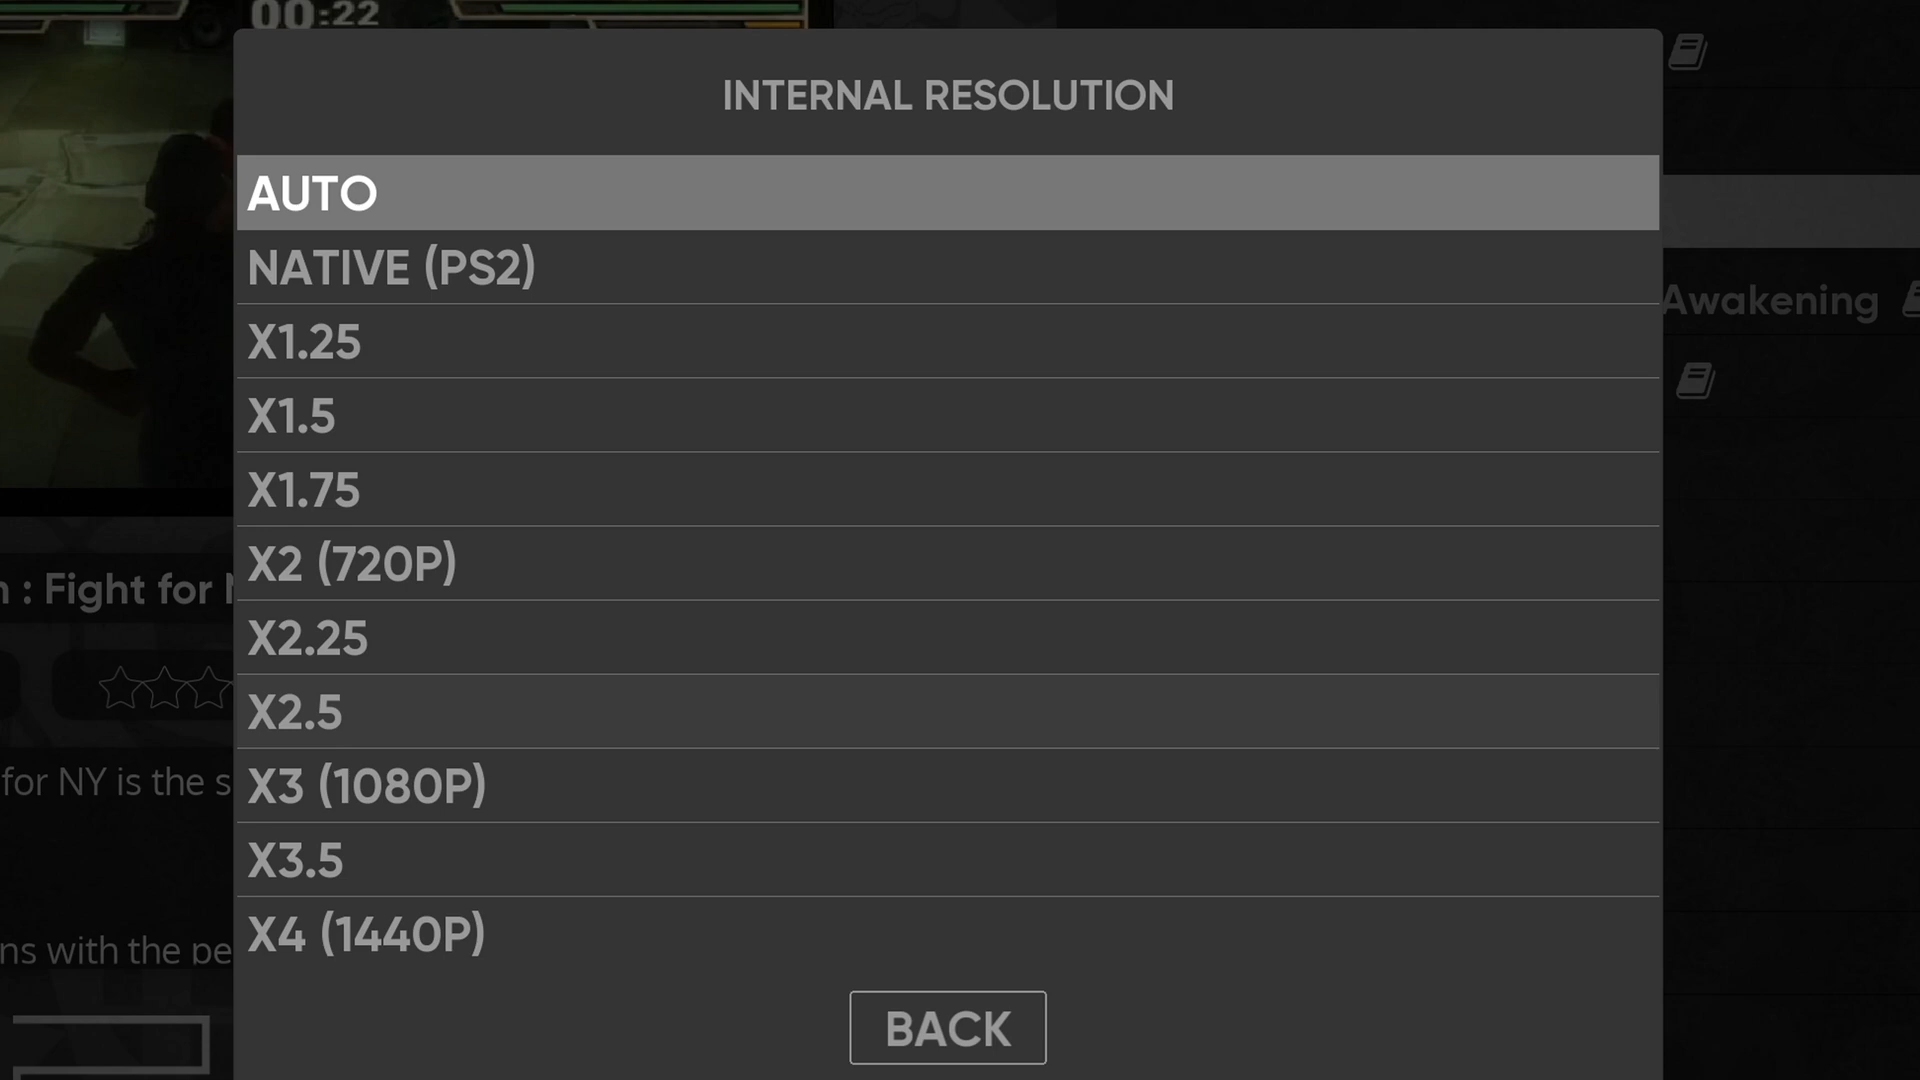 00:22
INTERNAL RESOLUTION
AUTO
NATIVE (PS2)
X1.25
Awakening
X1.5
X1.75
X2 (720P)
: Fight for
X2.25
X2.5
for NY is the s
X3 (1080P)
X3.5
X4 (1440P)
ns with the pe
BACK